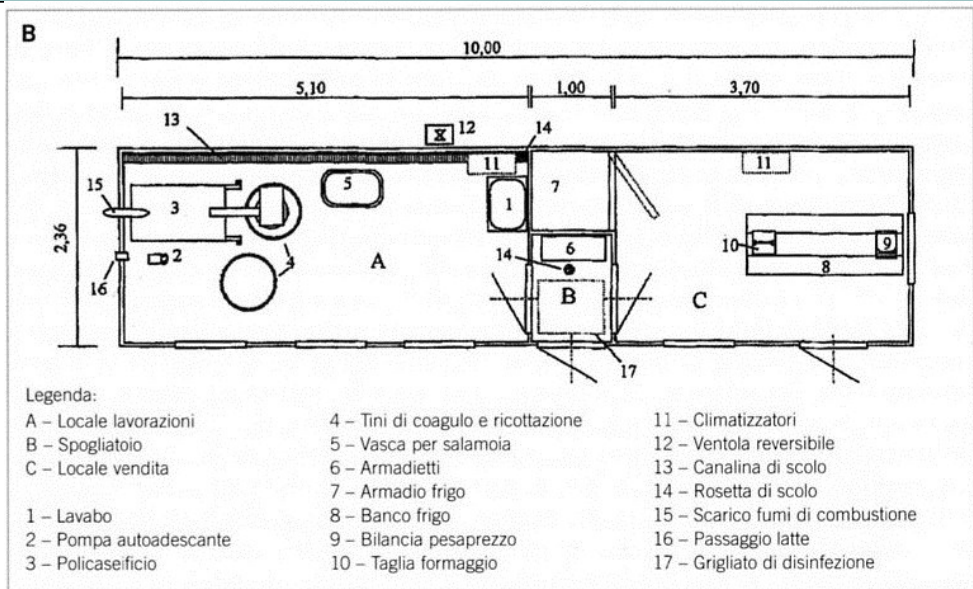 B
10,00
5,10 1,00 3,70
13 12 14
11 11
15 3 5 1 7
2,36
10 9
6
8
16 2 4 A 14 B C
17
Legenda:
A – Locale lavorazioni
B – Spogliatoio
C – Locale vendita
1 – Lavabo
2 – Pompa autoadescante
3 – Policaseificio
4 – Tini di coagulo e ricottazione
5 – Vasca per salamoia
6 – Armadietti
7 – Armadio frigo
8 – Banco frigo
9 – Bilancia pesaprezzo
10 – Taglia formaggio
11 – Climatizzatori
12 – Ventola reversibile
13 – Canalina di scolo
14 – Rosetta di scolo
15 – Scarico fumi di combustione
16 – Passaggio latte
17 – Grigliato di disinfezione